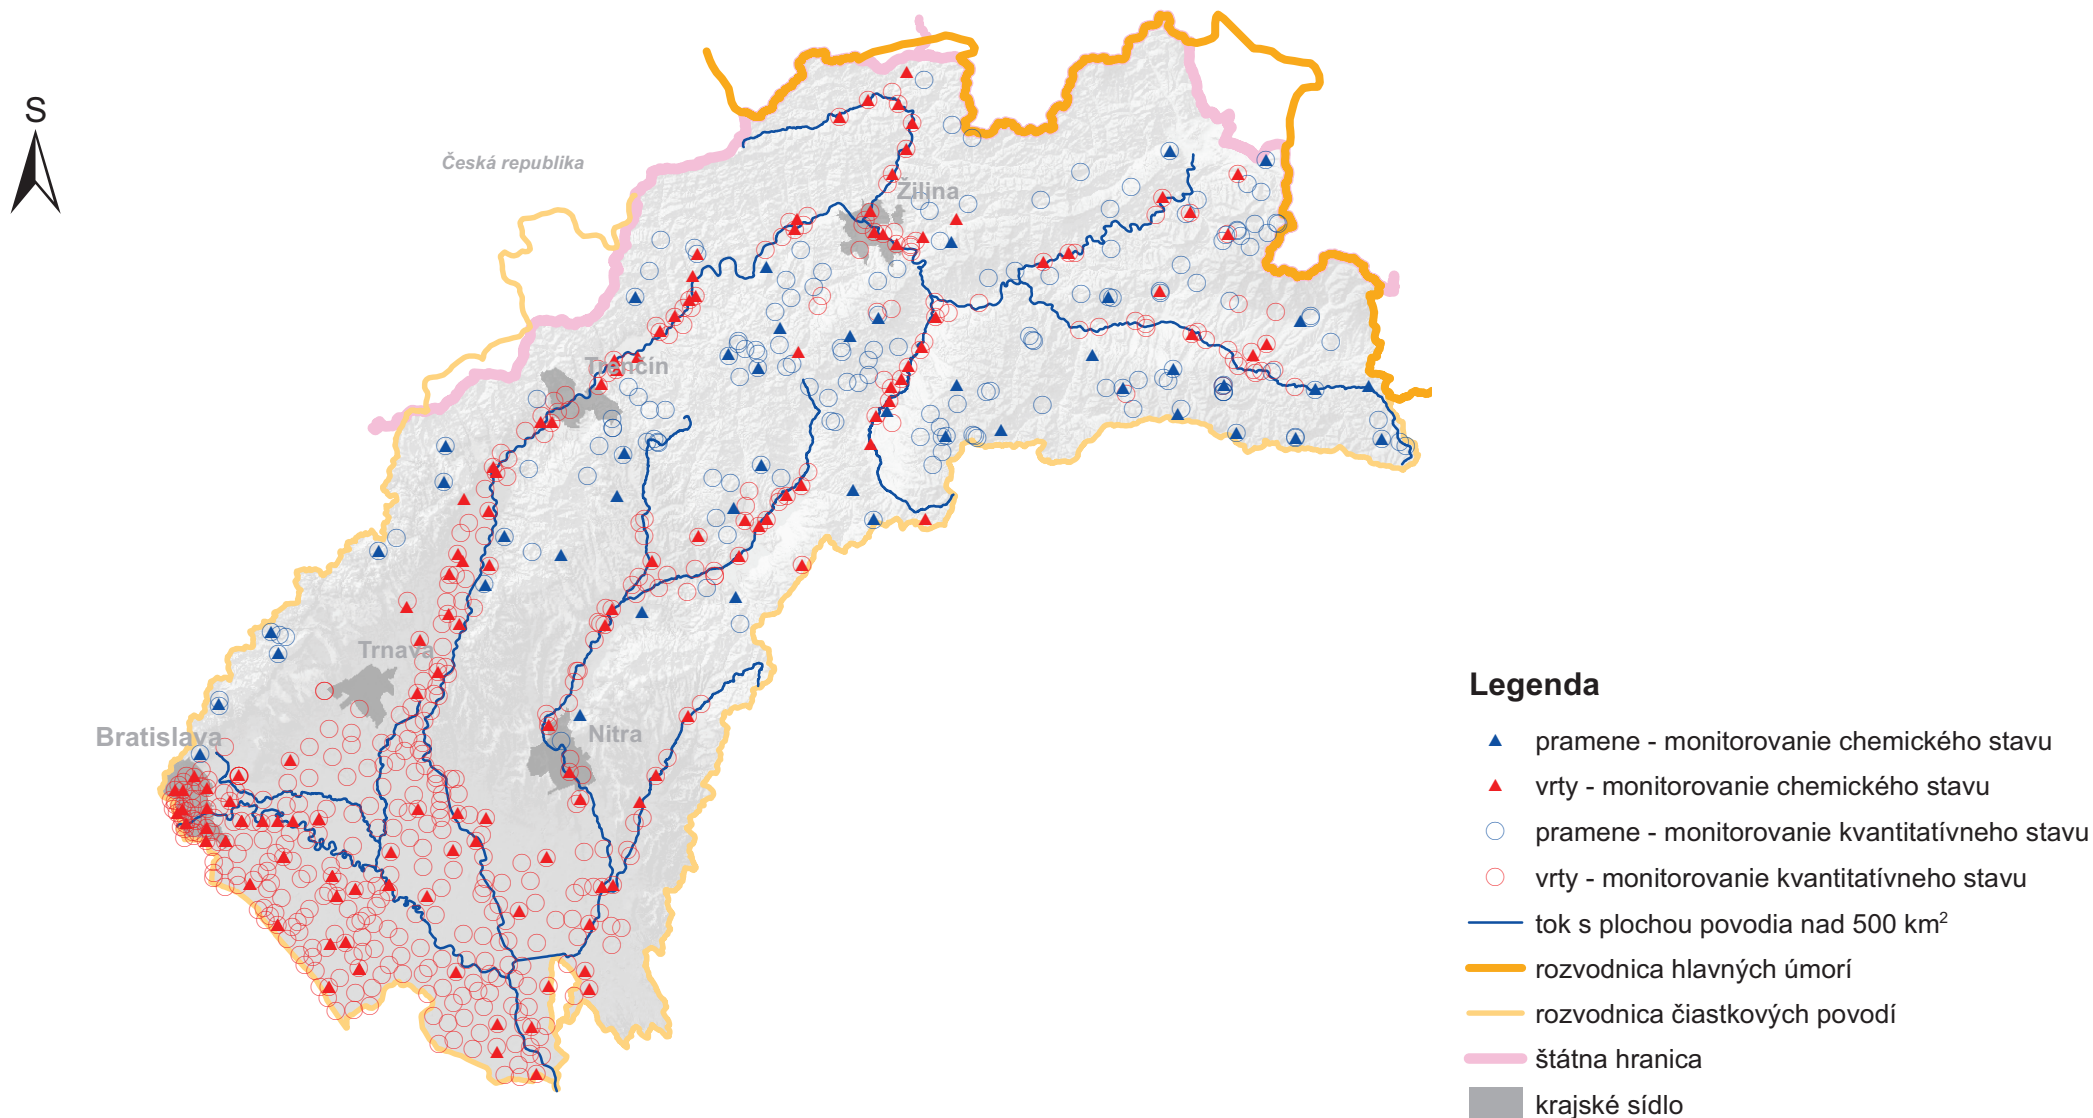 S
Česká republika
Žilina
Trenčín
Trnava
Bratislava
Nitra
Legenda
pramene - monitorovanie chemického stavu
vrty - monitorovanie chemického stavu
pramene - monitorovanie kvantitatívneho stavu
vrty - monitorovanie kvantitatívneho stavu
tok s plochou povodia nad 500 km²
rozvodnica hlavných úmorí
rozvodnica čiastkových povodí
štátna hranica
krajské sídlo